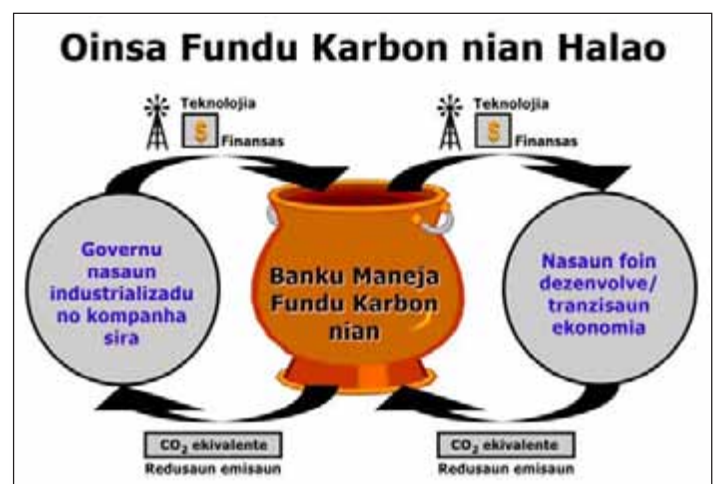 Oinsa Fundu Karbon nian Halao
Teknolojia
$
Finansas
Teknolojia
$
Finansas
Governu
nasaun
industrializadu
no kompanha
sira
Banku Maneja
Fundu Karbon
nian
Nasaun foin
dezenvolve/
tranzisaun
ekonomia
CO₂ ekivalente
Redusaun emisaun
CO₂ ekivalente
Redusaun emisaun